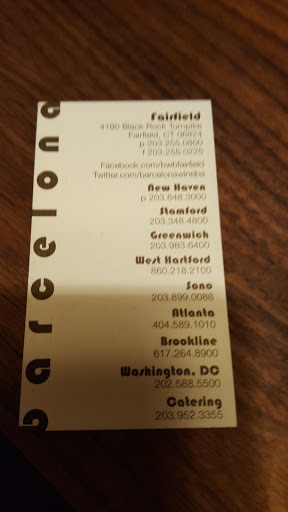 barcelona
Fairfield
4180 Black Rock Turnpike
Fairfield, CT 06824
p 203.255.0800
f 203.255.0225
Facebook.com/bwbfairfield
Twitter.com/barcelonawineba
New Haven
p 203.848.3000
Stamford
203.348.4800
Greenwich
203.983.6400
West Hartford
860.218.2100
Sono
203.899.0088
Atlanta
404.589.1010
Brookline
617.264.8900
Washington, DC
202.588.5500
Catering
203.952.3355